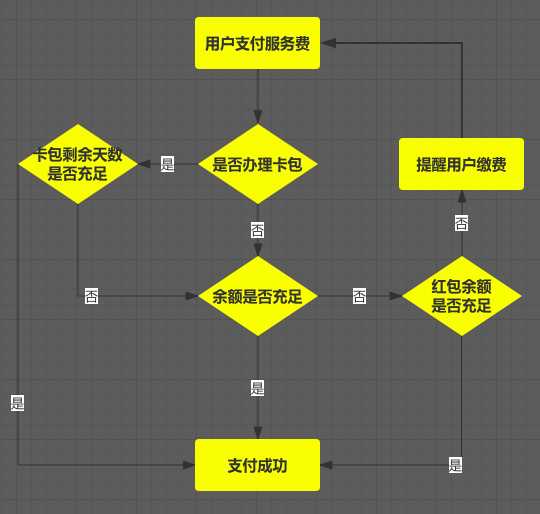 用户支付服务费
卡包剩余天数
是否充足
是
是否办理卡包
提醒用户缴费
否
否
否
余额是否充足
否
红包余额
是否充足
是
是
支付成功
是